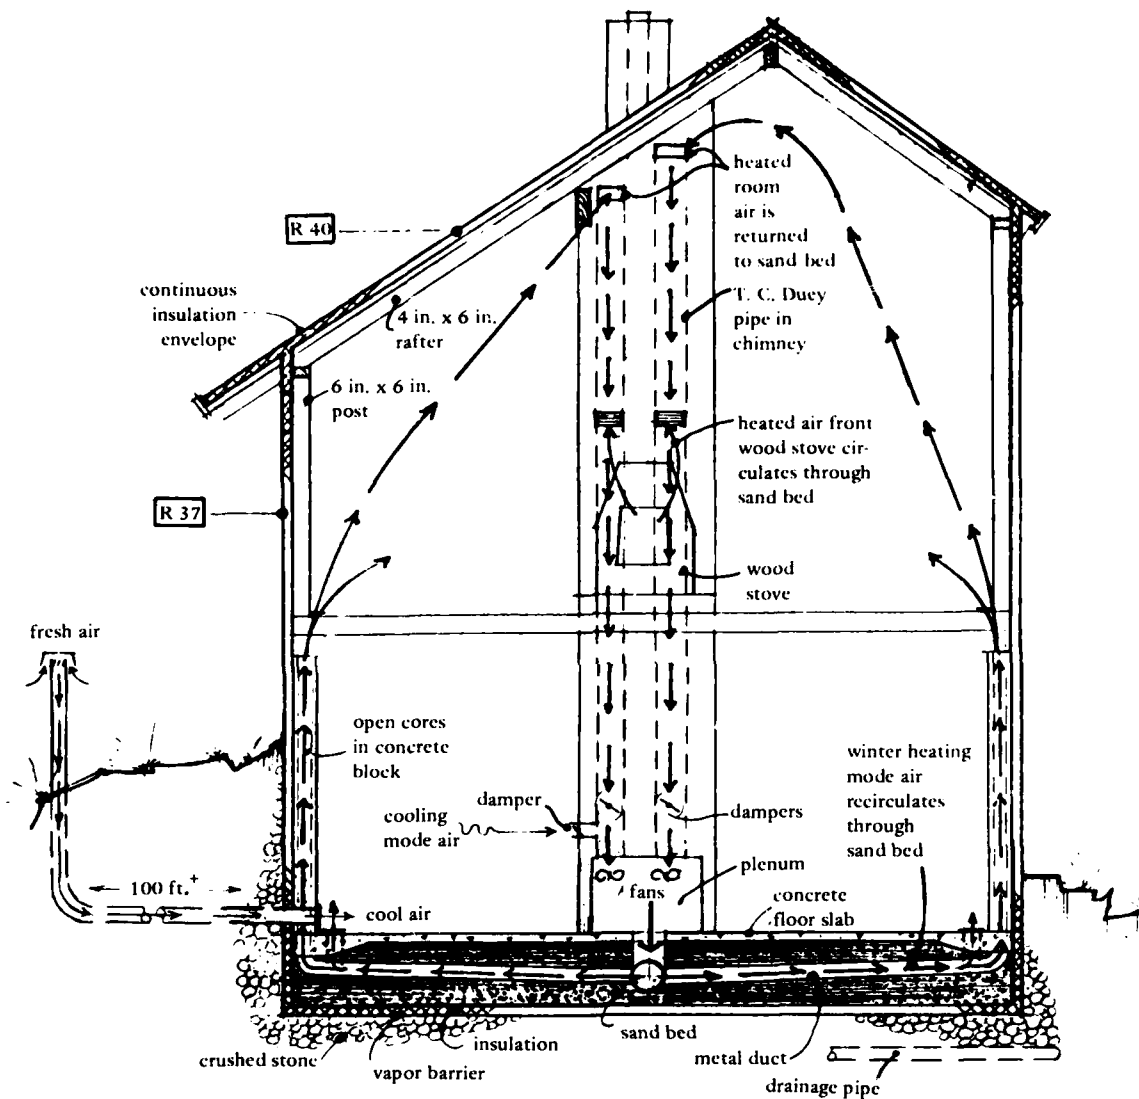 heated
room
air is
returned
to sand bed
R 40
continuous
insulation
envelope
4 in. x 6 in.
rafter
T. C. Duey
pipe in
chimney
6 in. x 6 in.
post
heated air front
wood stove cir-
culates through
sand bed
R 37
wood
stove
fresh air
open cores
in concrete
block
winter heating
mode air
recirculates
through
sand bed
damper
cooling
mode air
dampers
plenum
fans
100 ft.+
cool air
concrete
floor slab
sand bed
insulation
crushed stone
vapor barrier
metal duct
drainage pipe